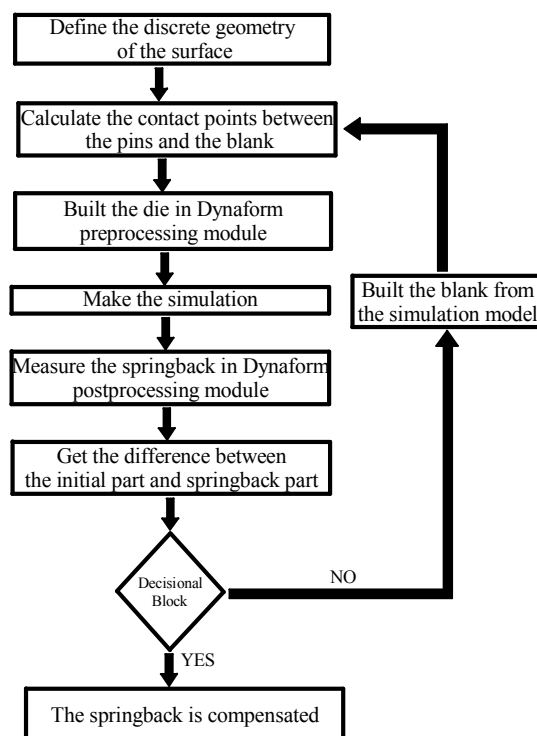 Define the discrete geometry
of the surface
Calculate the contact points between
the pins and the blank
Built the die in Dynaform
preprocessing module
Make the simulation
Built the blank from
the simulation model
Measure the springback in Dynaform
postprocessing module
Get the difference between
the initial part and springback part
Decisional
Block
NO
YES
The springback is compensated